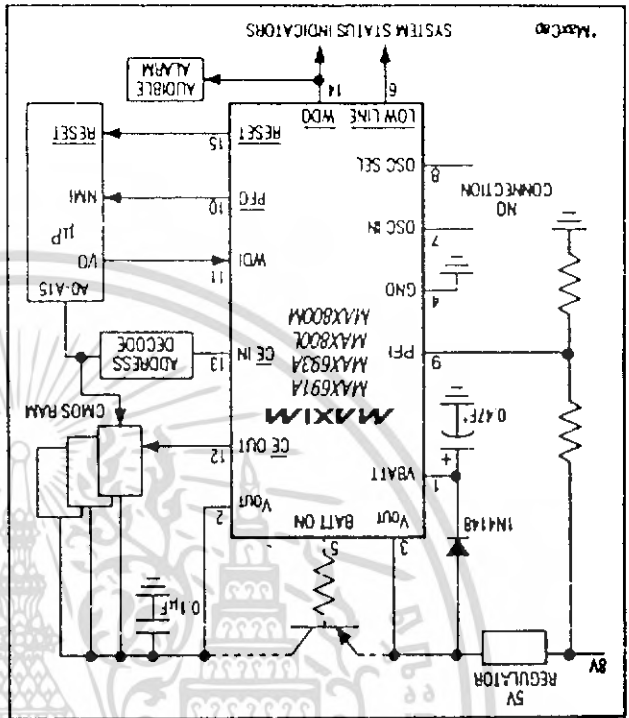 8V
5V
REGULATOR
0.1µF
1N4148
3
VOUT
5
BATT ON
2
VOUT
1
VBATT
12
CE OUT
CMOS RAM
0.47F*
+
MAXIM
MAX691A
MAX693A
MAX800L
MAX800M
9
PFI
13
CE IN
ADDRESS
DECODE
A0-A15
4
GND
11
WDI
I/O
µP
7
OSC IN
10
PFO
NMI
NO
CONNECTION
8
OSC SEL
15
RESET
RESET
LOW LINE
6
WDO
14
AUDIBLE
ALARM
*MaxCap
SYSTEM STATUS INDICATORS